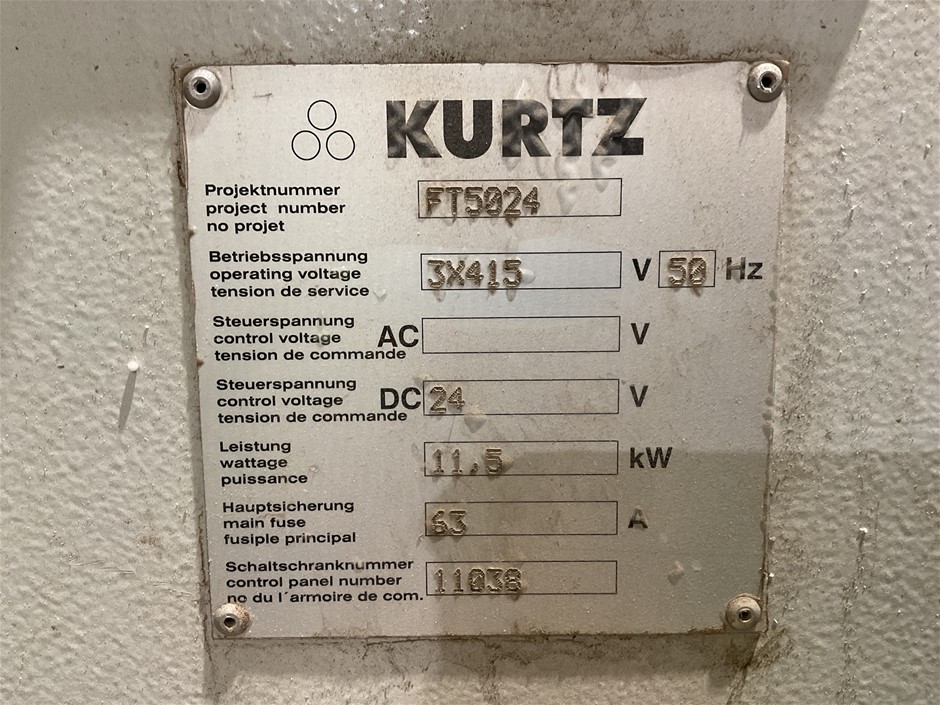 KURTZ
Projektnummer
project number FT5024
no projet
Betriebsspannung
operating voltage 3X415 V 50 Hz
tension de service
Steuerspannung
control voltage AC V
tension de commande
Steuerspannung
control voltage DC 24 V
tension de commande
Leistung
wattage 11,5 kW
puissance
Hauptsicherung
main fuse 63 A
fusiple principal
Schaltschranknummer
control panel number 11038
no du l´armoire de com.